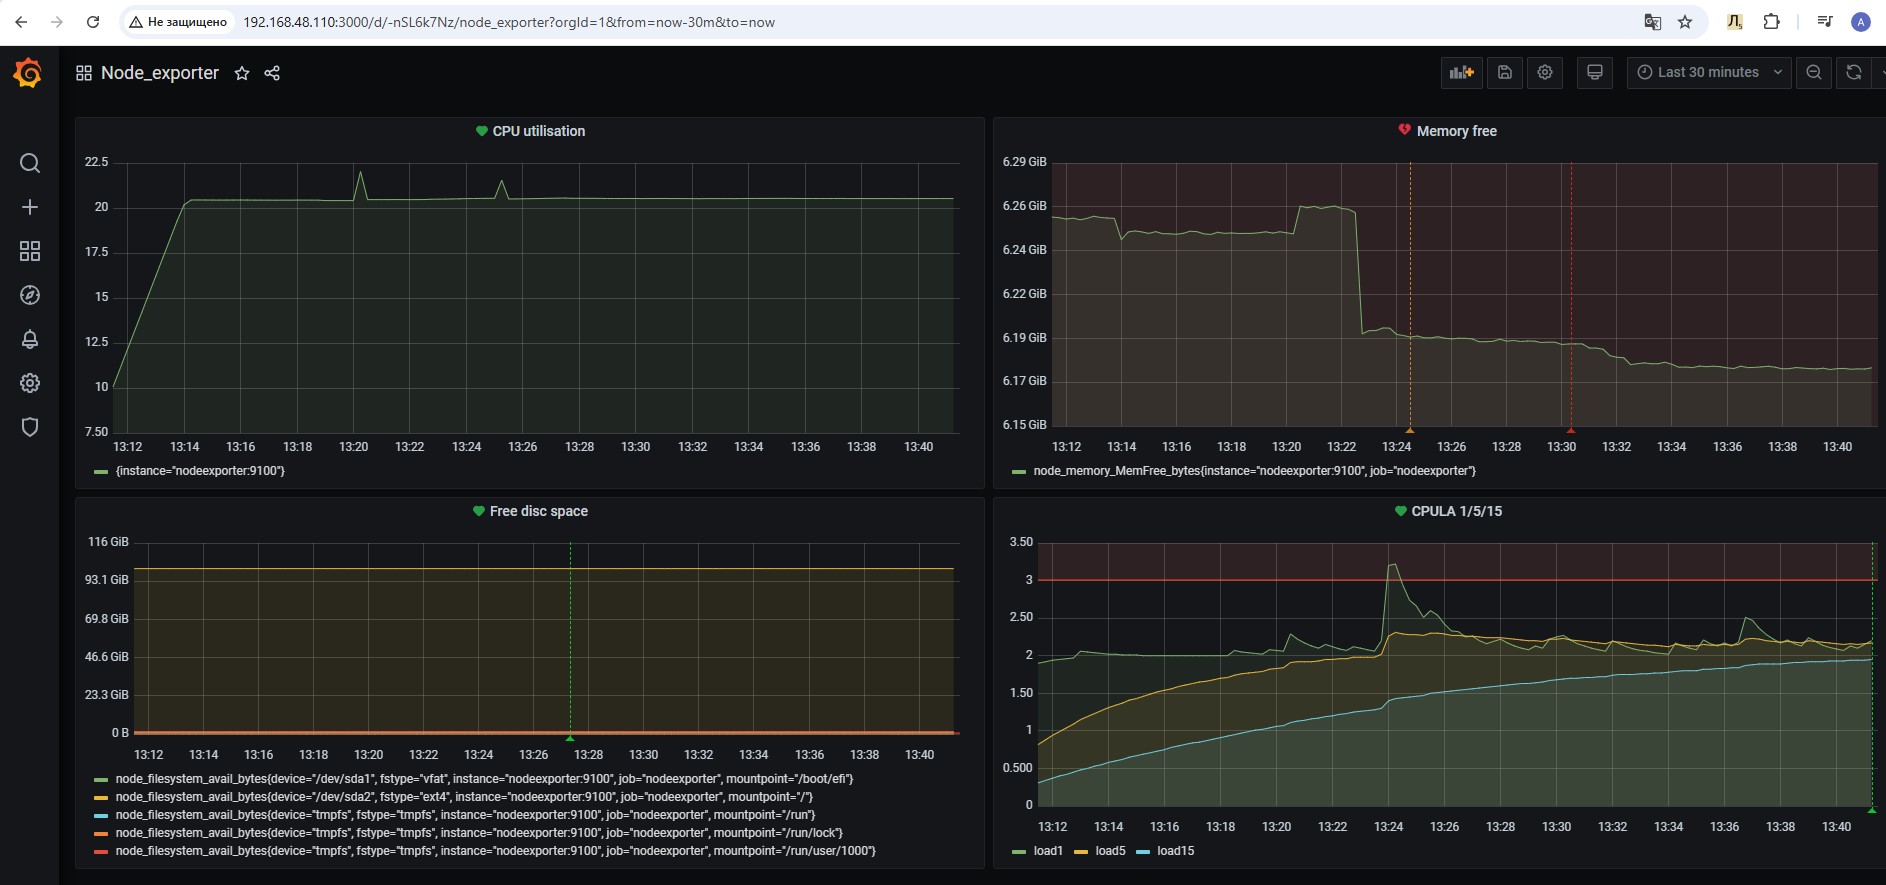 Не защищено
192.168.48.110:3000/d/-nSL6k7Nz/node_exporter?orgId=1&from=now-30m&to=now
Л5
A
Node_exporter
Last 30 minutes
CPU utilisation
22.5
20
17.5
15
12.5
10
7.50
13:12 13:14 13:16 13:18 13:20 13:22 13:24 13:26 13:28 13:30 13:32 13:34 13:36 13:38 13:40
{instance="nodeexporter:9100"}
Memory free
6.29 GiB
6.26 GiB
6.24 GiB
6.22 GiB
6.19 GiB
6.17 GiB
6.15 GiB
13:12 13:14 13:16 13:18 13:20 13:22 13:24 13:26 13:28 13:30 13:32 13:34 13:36 13:38 13:40
node_memory_MemFree_bytes{instance="nodeexporter:9100", job="nodeexporter"}
Free disc space
116 GiB
93.1 GiB
69.8 GiB
46.6 GiB
23.3 GiB
0 B
13:12 13:14 13:16 13:18 13:20 13:22 13:24 13:26 13:28 13:30 13:32 13:34 13:36 13:38 13:40
node_filesystem_avail_bytes{device="/dev/sda1", fstype="vfat", instance="nodeexporter:9100", job="nodeexporter", mountpoint="/boot/efi"}
node_filesystem_avail_bytes{device="/dev/sda2", fstype="ext4", instance="nodeexporter:9100", job="nodeexporter", mountpoint="/"}
node_filesystem_avail_bytes{device="tmpfs", fstype="tmpfs", instance="nodeexporter:9100", job="nodeexporter", mountpoint="/run"}
node_filesystem_avail_bytes{device="tmpfs", fstype="tmpfs", instance="nodeexporter:9100", job="nodeexporter", mountpoint="/run/lock"}
node_filesystem_avail_bytes{device="tmpfs", fstype="tmpfs", instance="nodeexporter:9100", job="nodeexporter", mountpoint="/run/user/1000"}
CPULA 1/5/15
3.50
3
2.50
2
1.50
1
0.500
0
13:12 13:14 13:16 13:18 13:20 13:22 13:24 13:26 13:28 13:30 13:32 13:34 13:36 13:38 13:40
load1 load5 load15